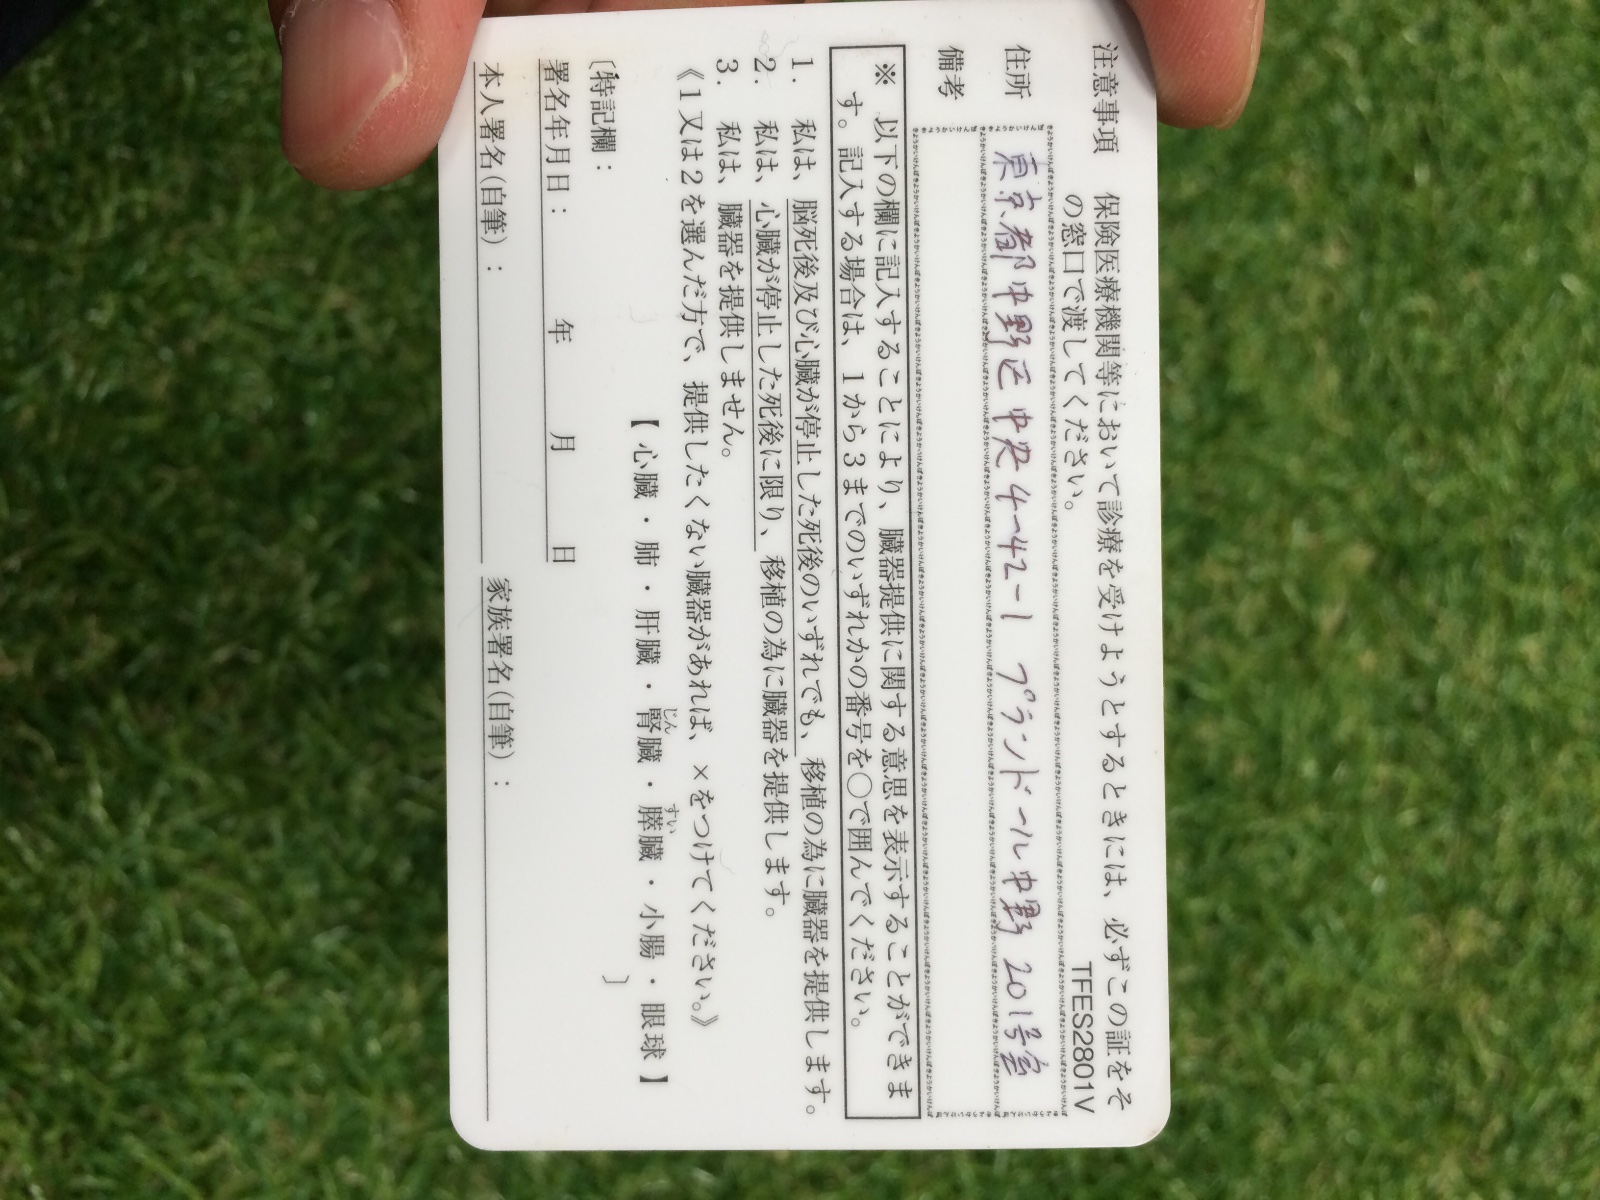 注意事項　保険医療機関等において診療を受けようとするときには、必ずこの証をそ
の窓口で渡してください。
TFES2801V
住所　東京都中野区中央4-42-1 プランドール中野 201号室
備考
※　以下の欄に記入することにより、臓器提供に関する意思を表示することができま
す。記入する場合は、1から3までのいずれかの番号を○で囲んでください。
1.　私は、脳死後及び心臓が停止した死後のいずれでも、移植の為に臓器を提供します。
2.　私は、心臓が停止した死後に限り、移植の為に臓器を提供します。
3.　私は、臓器を提供しません。
《1又は2を選んだ方で、提供したくない臓器があれば、×をつけてください。》
【心臓・肺・肝臓・腎臓・膵臓・小腸・眼球】
じん　すい
〔特記欄：　〕
署名年月日：　年　月　日
本人署名(自筆)：　家族署名(自筆)：